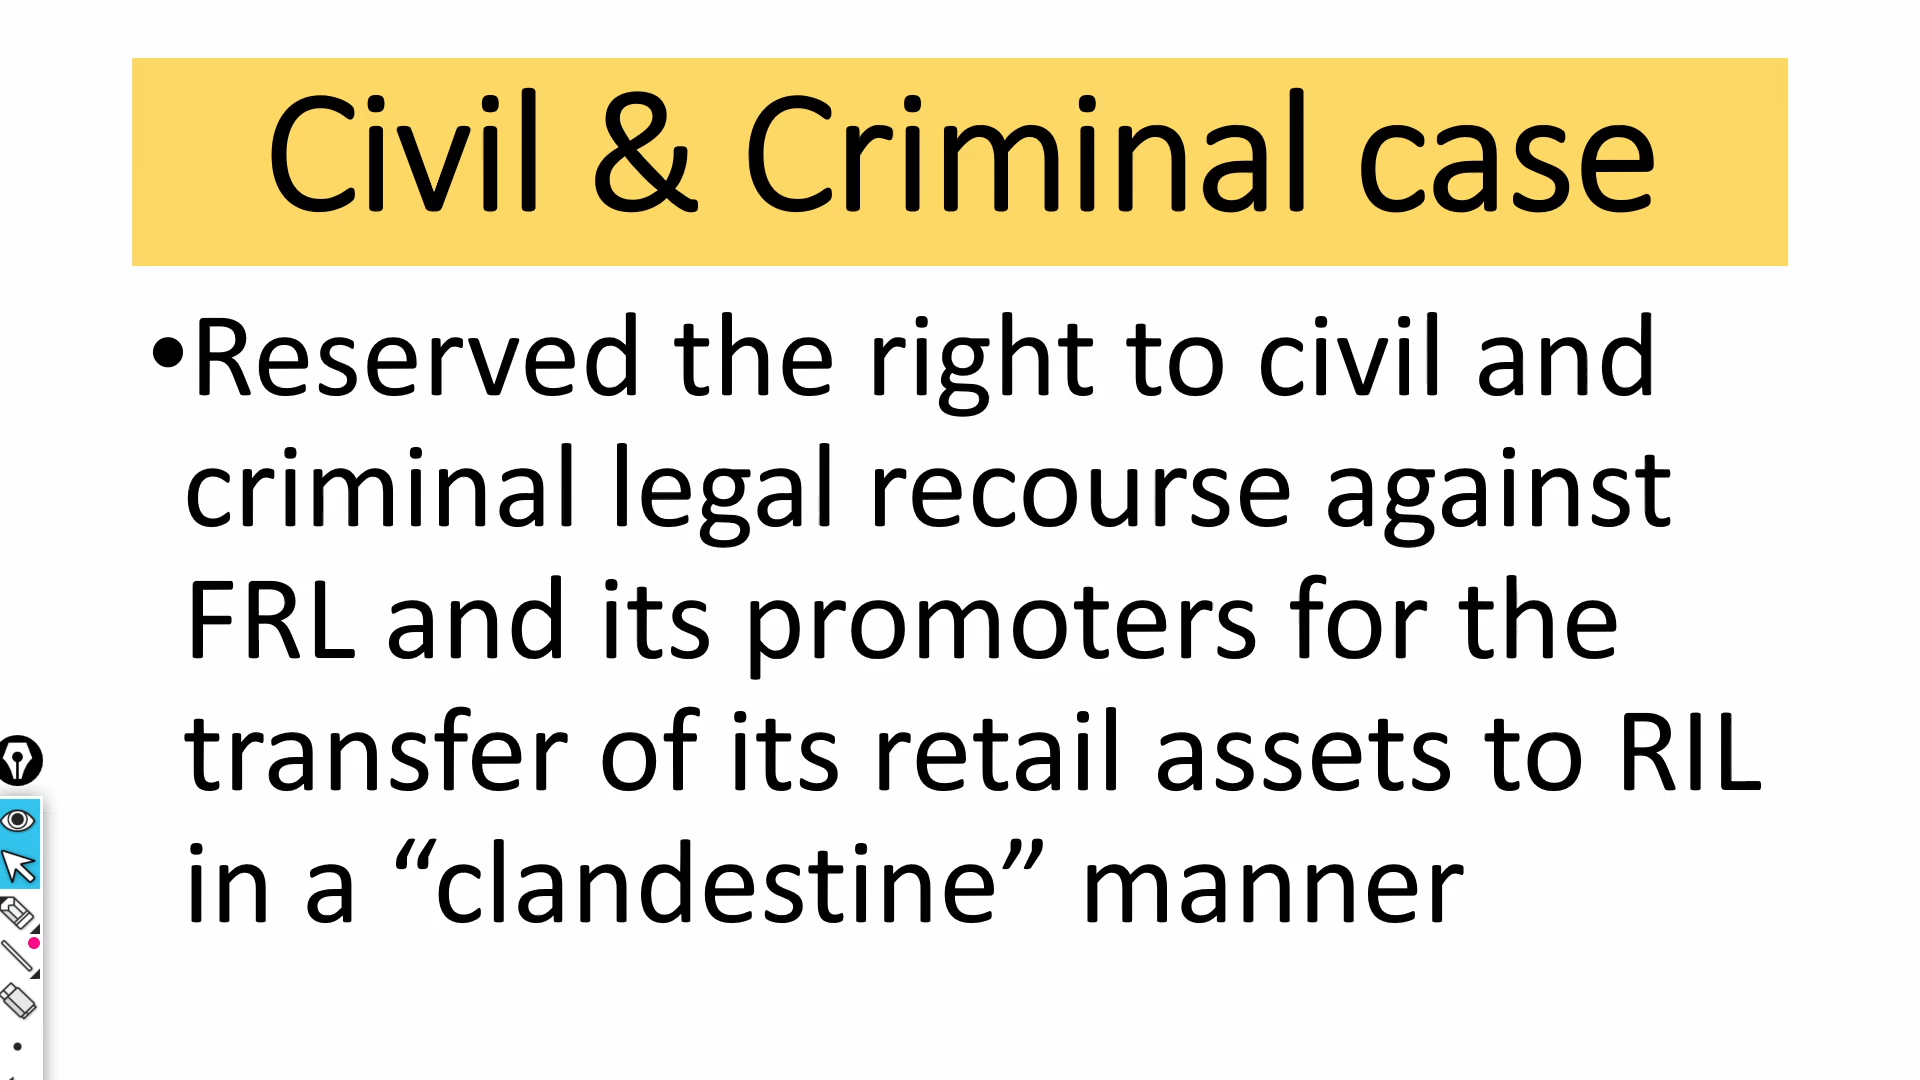 Civil & Criminal case
•Reserved the right to civil and
criminal legal recourse against
FRL and its promoters for the
transfer of its retail assets to RIL
in a “clandestine” manner